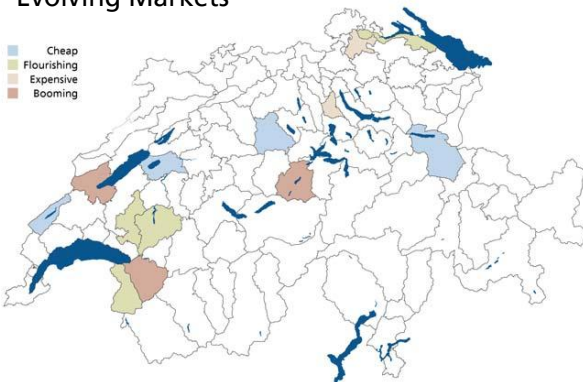 Evolving Markets
Cheap
Flourishing
Expensive
Booming